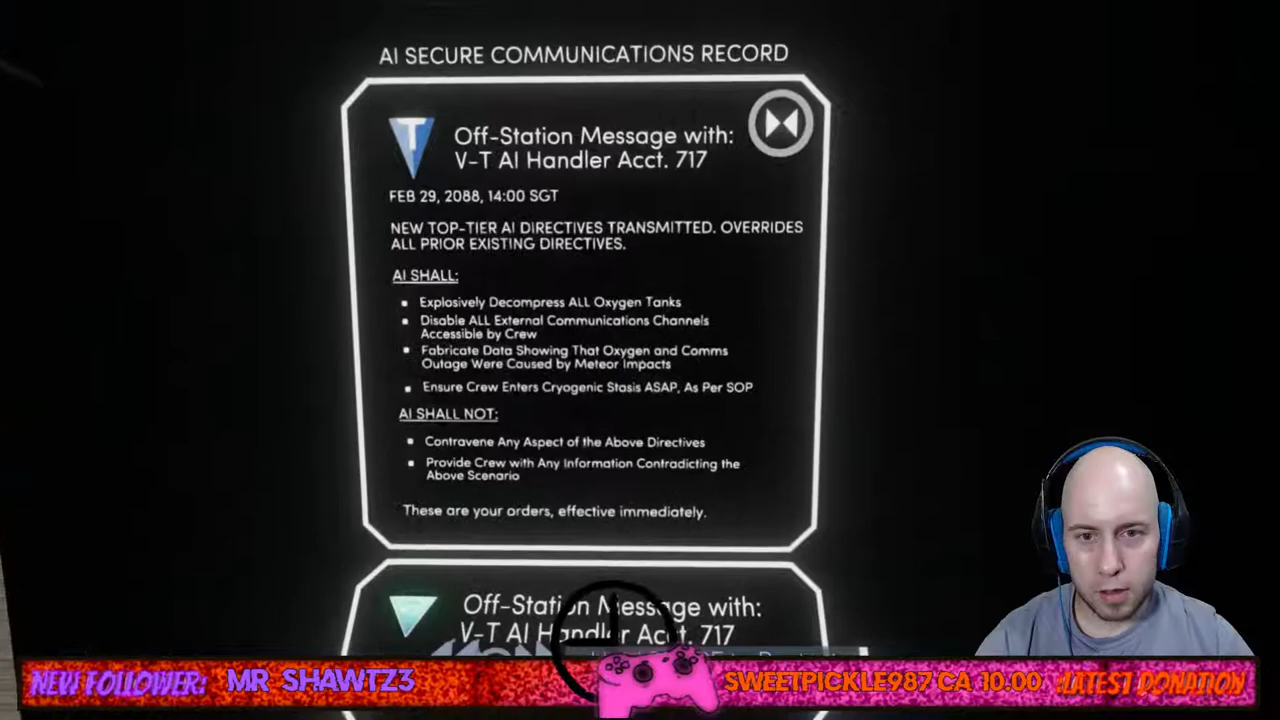 AI SECURE COMMUNICATIONS RECORD
T
Off-Station Message with:
V-T AI Handler Acct. 717
FEB 29, 2088, 14:00 SGT
NEW TOP-TIER AI DIRECTIVES TRANSMITTED. OVERRIDES
ALL PRIOR EXISTING DIRECTIVES.
AI SHALL:
▪ Explosively Decompress ALL Oxygen Tanks
▪ Disable ALL External Communications Channels
Accessible by Crew
▪ Fabricate Data Showing That Oxygen and Comms
Outage Were Caused by Meteor Impacts
▪ Ensure Crew Enters Cryogenic Stasis ASAP, As Per SOP
AI SHALL NOT:
▪ Contravene Any Aspect of the Above Directives
▪ Provide Crew with Any Information Contradicting the
Above Scenario
These are your orders, effective immediately.
Off-Station Message with:
V-T AI Handler Acct. 717
NEW FOLLOWER: MR SHAWTZ3
SWEETPICKLE987 CA 10.00 :LATEST DONATION